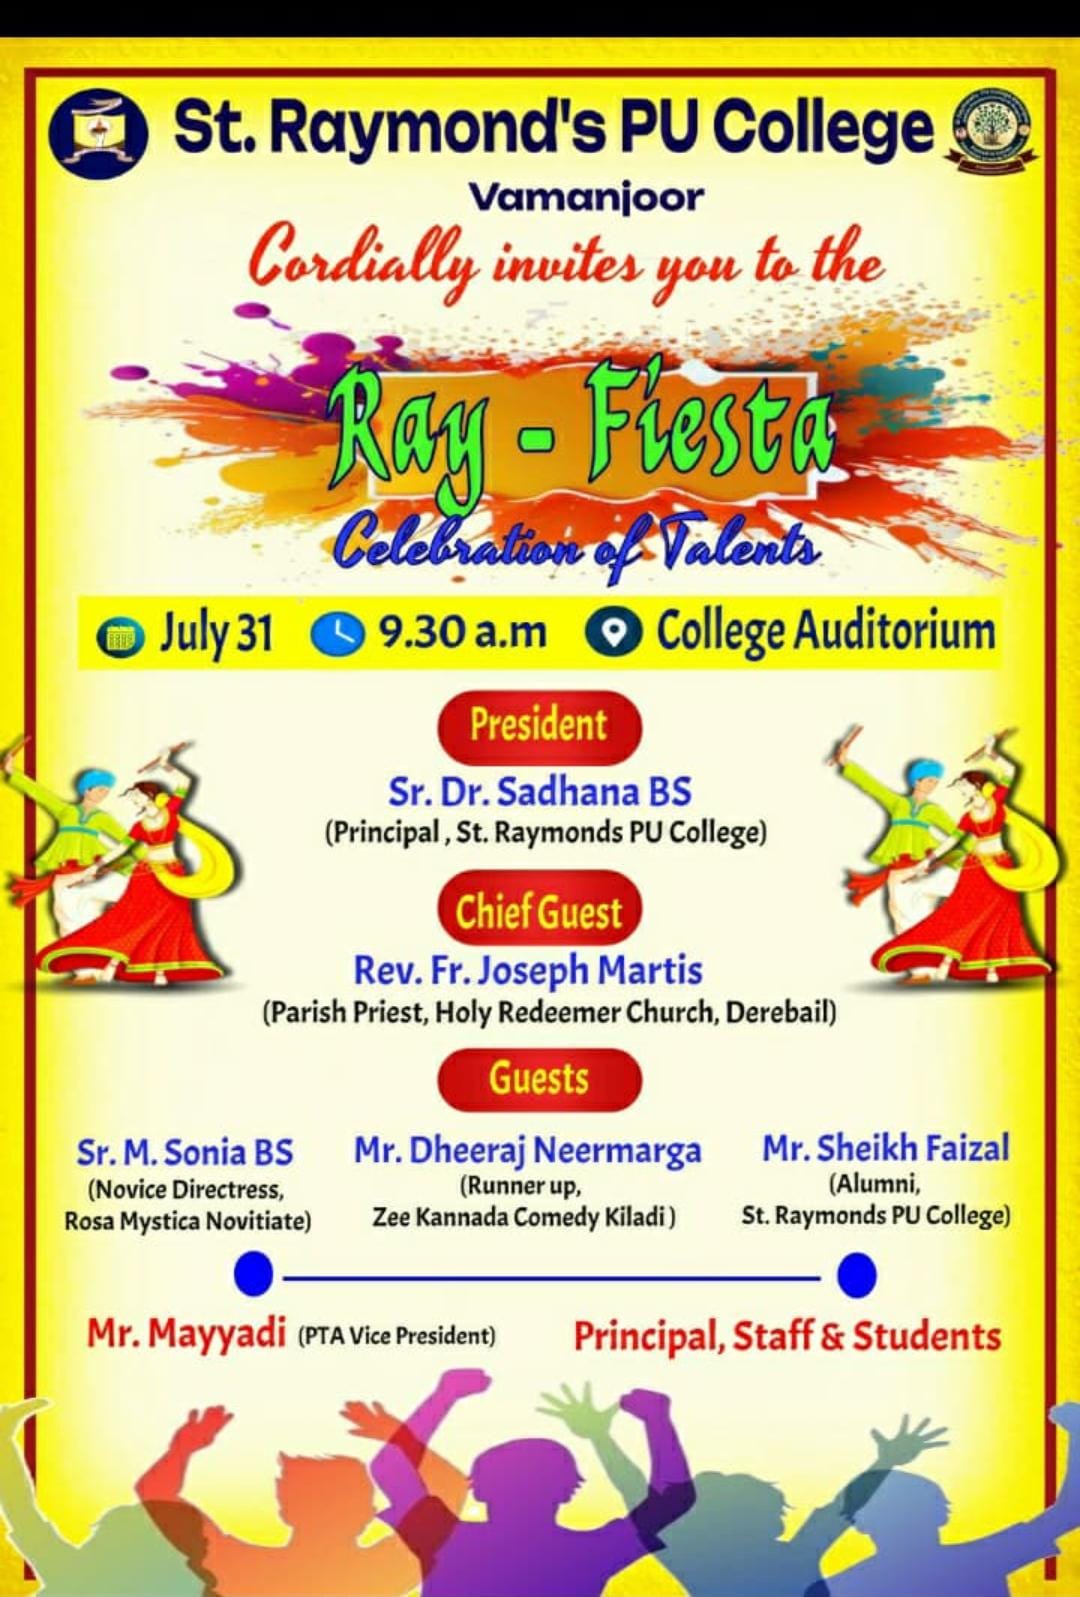 St. Raymond's PU College
Vamanjoor
Cordially invites you to the
Ray - Fiesta
Celebration of Talents
July 31 9.30 a.m College Auditorium
President
Sr. Dr. Sadhana BS
(Principal , St. Raymonds PU College)
Chief Guest
Rev. Fr. Joseph Martis
(Parish Priest, Holy Redeemer Church, Derebail)
Guests
Sr. M. Sonia BS
(Novice Directress,
Rosa Mystica Novitiate)
Mr. Dheeraj Neermarga
(Runner up,
Zee Kannada Comedy Kiladi )
Mr. Sheikh Faizal
(Alumni,
St. Raymonds PU College)
Mr. Mayyadi (PTA Vice President)
Principal, Staff & Students